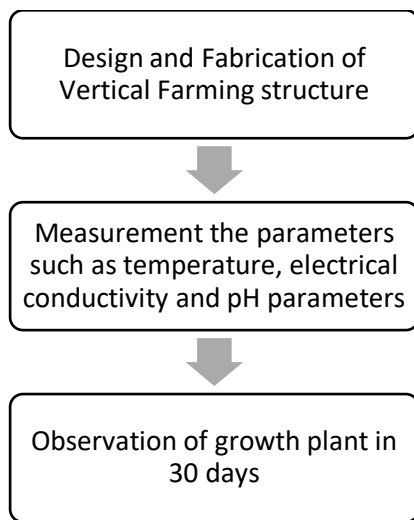 Design and Fabrication of
Vertical Farming structure
Measurement the parameters
such as temperature, electrical
conductivity and pH parameters
Observation of growth plant in
30 days